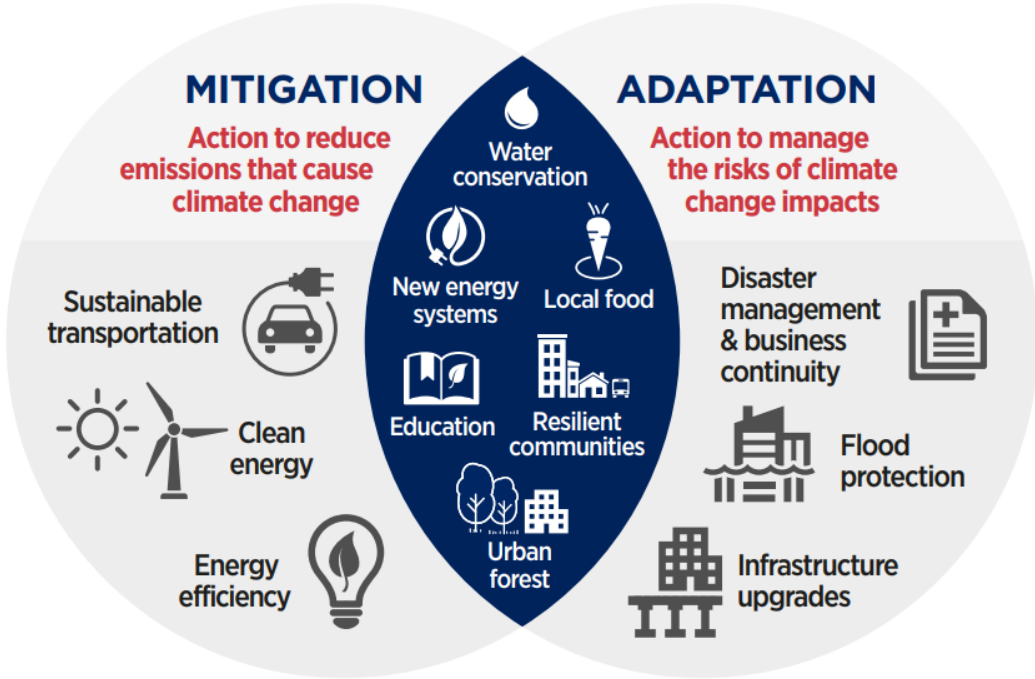 MITIGATION
Action to reduce
emissions that cause
climate change
Sustainable
transportation
Clean
energy
Energy
efficiency
Water
conservation
New energy
systems
Local food
Education
Resilient
communities
Urban
forest
ADAPTATION
Action to manage
the risks of climate
change impacts
Disaster
management
& business
continuity
Flood
protection
Infrastructure
upgrades